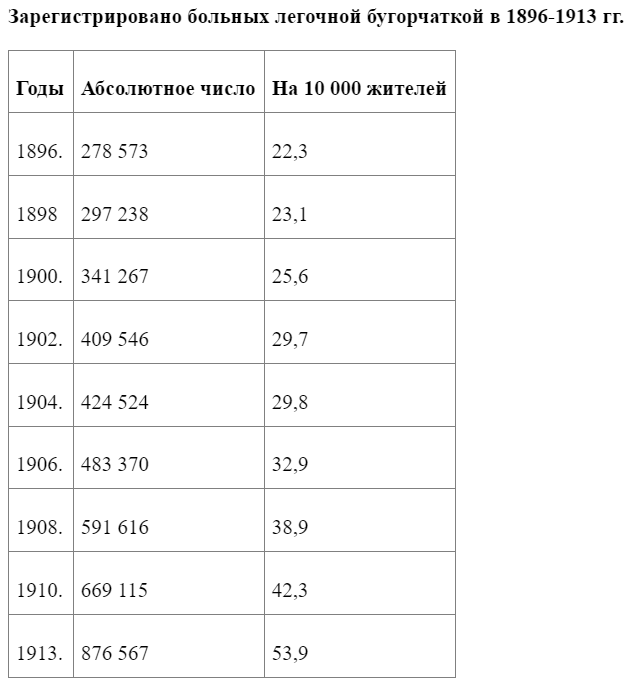 Зарегистрировано больных легочной бугорчаткой в 1896-1913 гг.
Годы Абсолютное число На 10 000 жителей
1896. 278 573 22,3
1898 297 238 23,1
1900. 341 267 25,6
1902. 409 546 29,7
1904. 424 524 29,8
1906. 483 370 32,9
1908. 591 616 38,9
1910. 669 115 42,3
1913. 876 567 53,9